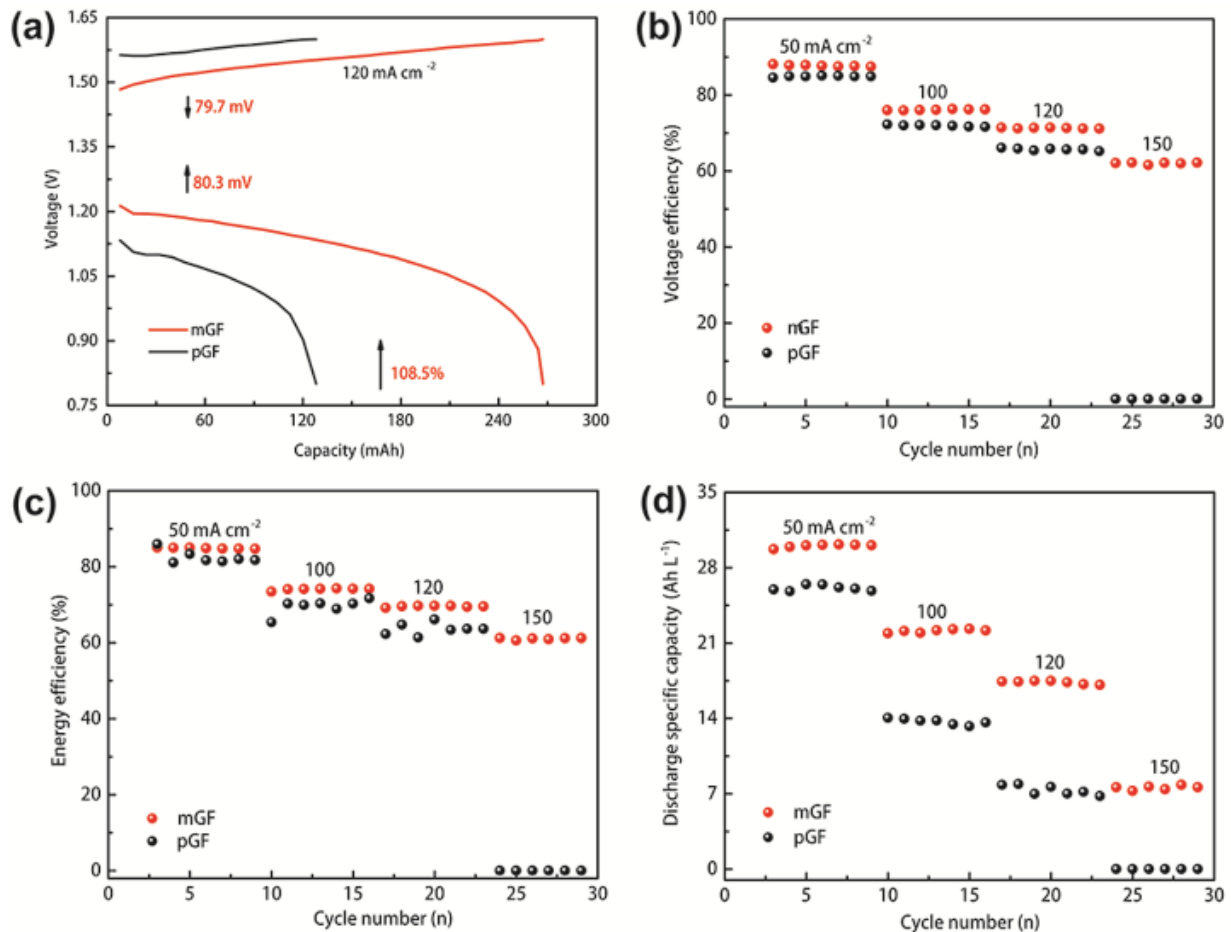 (a)
1.65
1.50
1.35
1.20
1.05
0.90
0.75
Voltage (V)
120 mA cm⁻²
79.7 mV
80.3 mV
mGF
pGF
108.5%
0 60 120 180 240 300
Capacity (mAh)
(b)
100
80
60
40
20
0
Voltage efficiency (%)
50 mA cm⁻²
100
120
150
mGF
pGF
0 5 10 15 20 25 30
Cycle number (n)
(c)
100
80
60
40
20
0
Energy efficiency (%)
50 mA cm⁻²
100
120
150
mGF
pGF
0 5 10 15 20 25 30
Cycle number (n)
(d)
35
28
21
14
7
0
Discharge specific capacity (Ah L⁻¹)
50 mA cm⁻²
100
120
150
mGF
pGF
0 5 10 15 20 25 30
Cycle number (n)